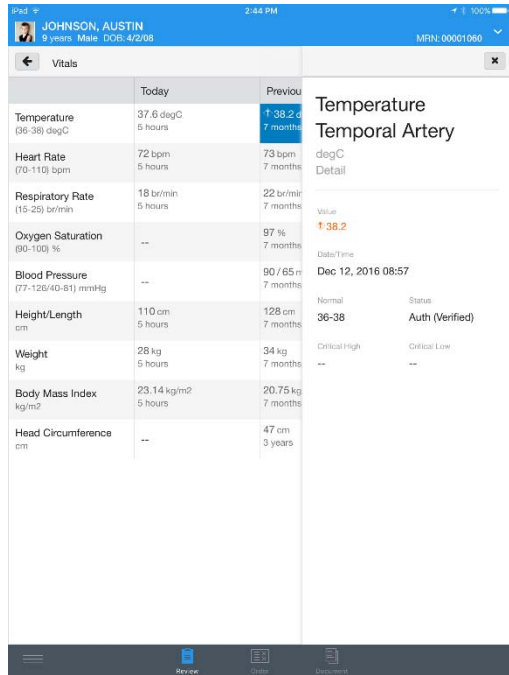 iPad
2:44 PM
100%
JOHNSON, AUSTIN
9 years Male DOB:4/2/08
MRN:00001060
Vitals
Today
Previou
Temperature
(36-38) degC
37.6 degC
5 hours
38.2 d
7 months
Heart Rate
(70-110) bpm
72 bpm
5 hours
73 bpm
7 months
Respiratory Rate
(15-25) br/min
18 br/min
5 hours
22 br/min
7 months
Oxygen Saturation
(90-100) %
--
97 %
7 months
Blood Pressure
(77-126/40-81) mmHg
--
90 / 65 m
7 months
Height/Length
cm
110 cm
5 hours
128 cm
7 months
Weight
kg
28 kg
5 hours
34 kg
7 months
Body Mass Index
kg/m2
23.14 kg/m2
5 hours
20.75 kg
7 months
Head Circumference
cm
--
47 cm
3 years
Temperature
Temporal Artery
degC
Detail
Value
38.2
Date/Time
Dec 12, 2016 08:57
Normal
Status
36-38
Auth (Verified)
Critical High
Critical Low
--
--
Review
Order
Document